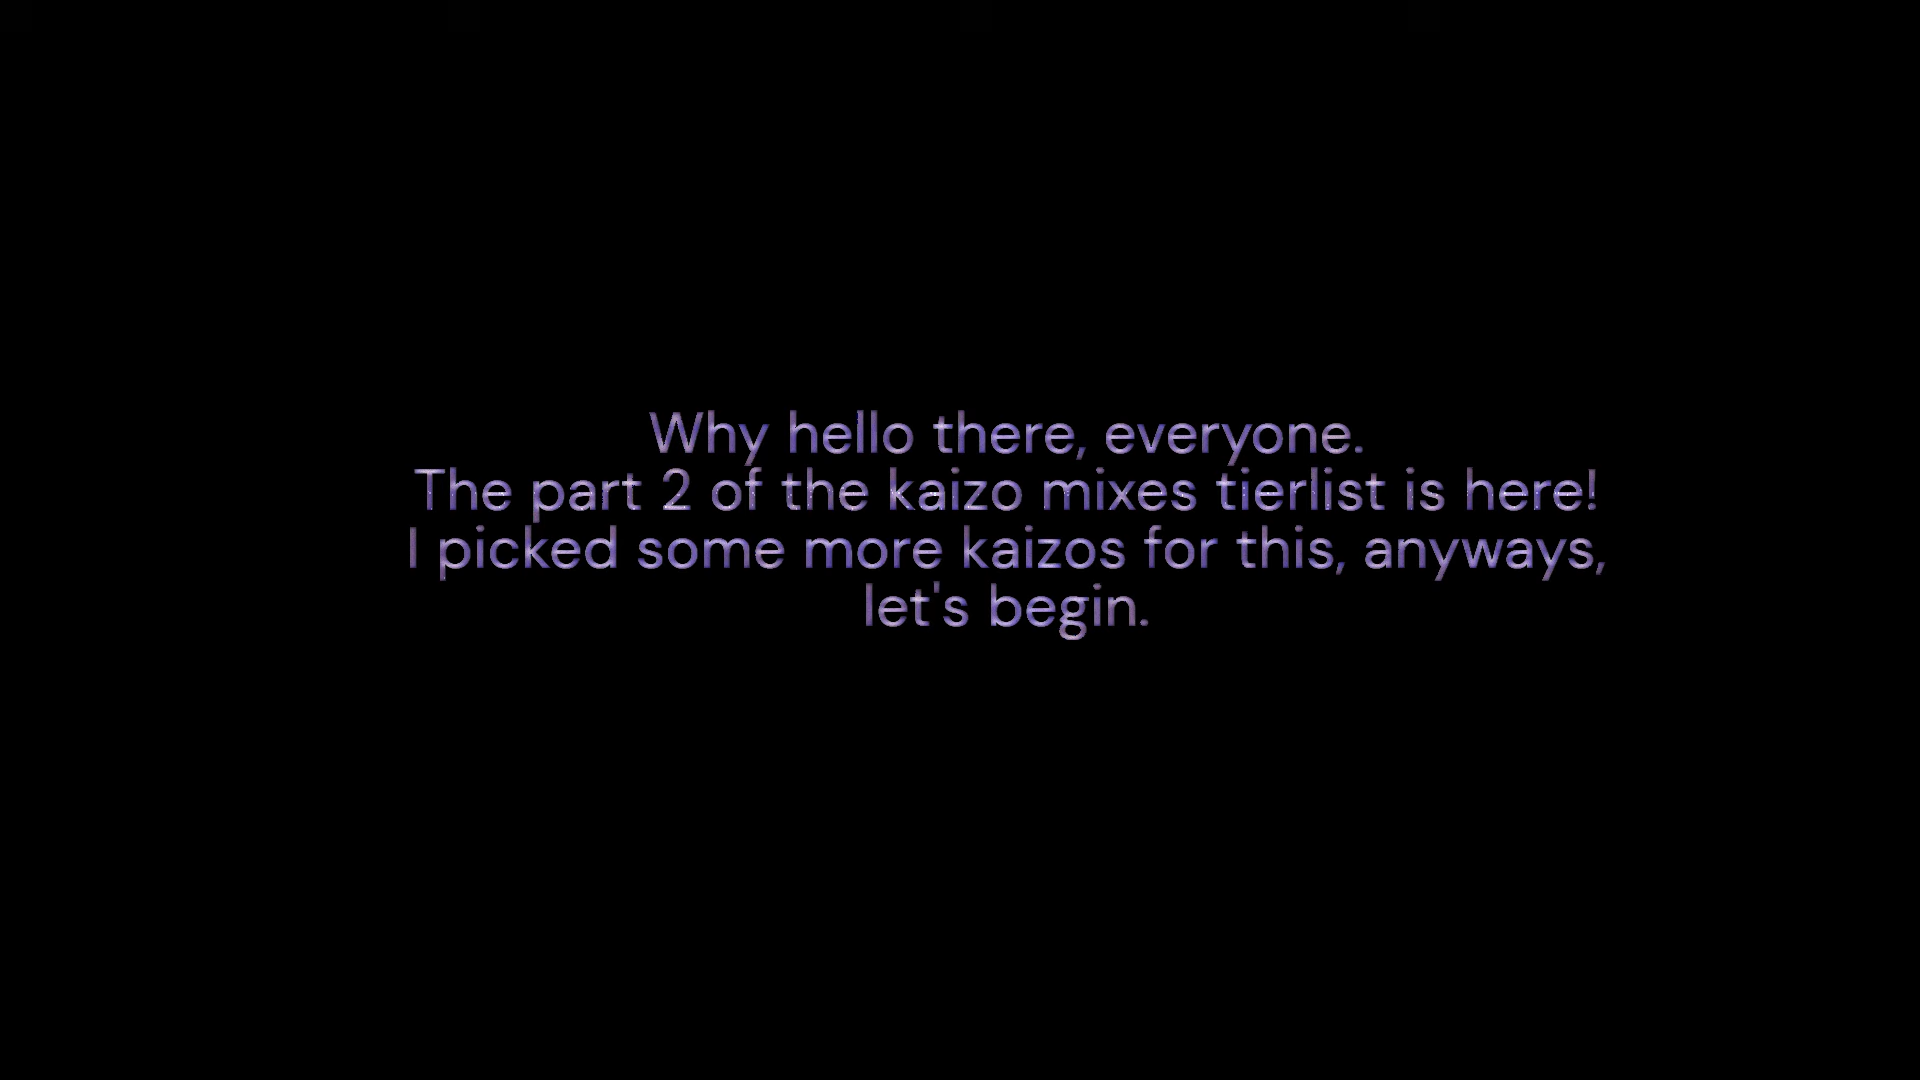 Why hello there, everyone.
The part 2 of the kaizo mixes tierlist is here!
I picked some more kaizos for this, anyways,
let's begin.